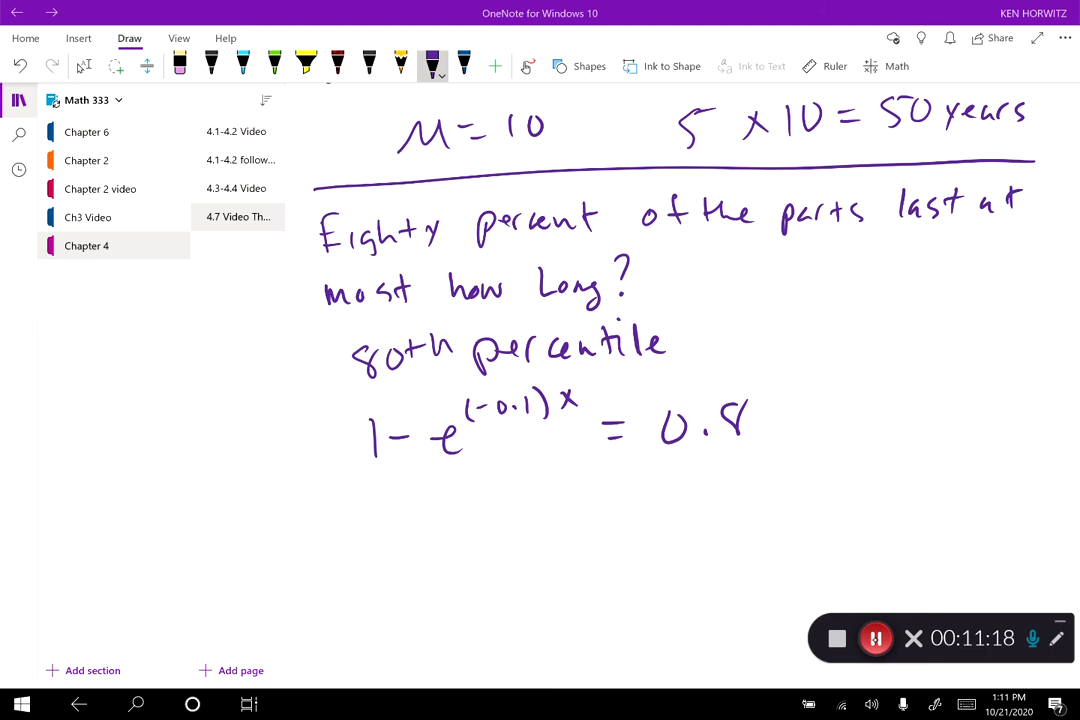 OneNote for Windows 10
KEN HORWITZ
Home Insert Draw View Help
Share
Shapes Ink to Shape Ink to Text Ruler Math
Math 333
Chapter 6
Chapter 2
Chapter 2 video
Ch3 Video
Chapter 4
4.1-4.2 Video
4.1-4.2 follow...
4.3-4.4 Video
4.7 Video Th...
M = 10 5 x 10 = 50 years
Eighty percent of the parts last at
most how Long?
80th percentile
1 - e^(-0.1)x = 0.8
00:11:18
Add section
Add page
1:11 PM
10/21/2020
7